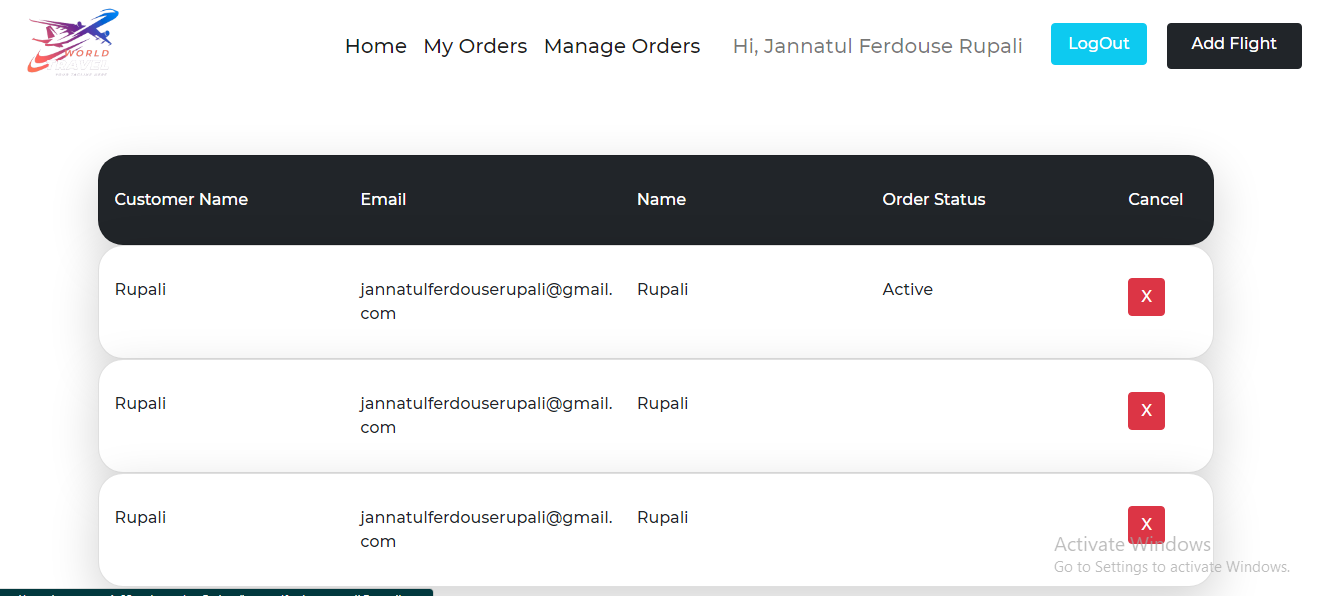 WORLD
Home My Orders Manage Orders Hi, Jannatul Ferdouse Rupali LogOut Add Flight
Customer Name Email Name Order Status Cancel
Rupali jannatulferdouserupali@gmail. Rupali Active X
com
Rupali jannatulferdouserupali@gmail. Rupali X
com
Rupali jannatulferdouserupali@gmail. Rupali X
com
Activate Windows
Go to Settings to activate Windows.